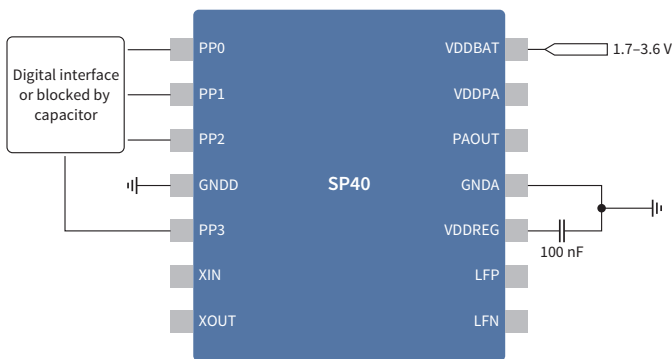 PP0
VDDBAT
1.7–3.6 V
Digital interface
or blocked by
capacitor
PP1
VDDPA
PP2
PAOUT
GNDD
SP40
GNDA
PP3
VDDREG
100 nF
XIN
LFP
XOUT
LFN